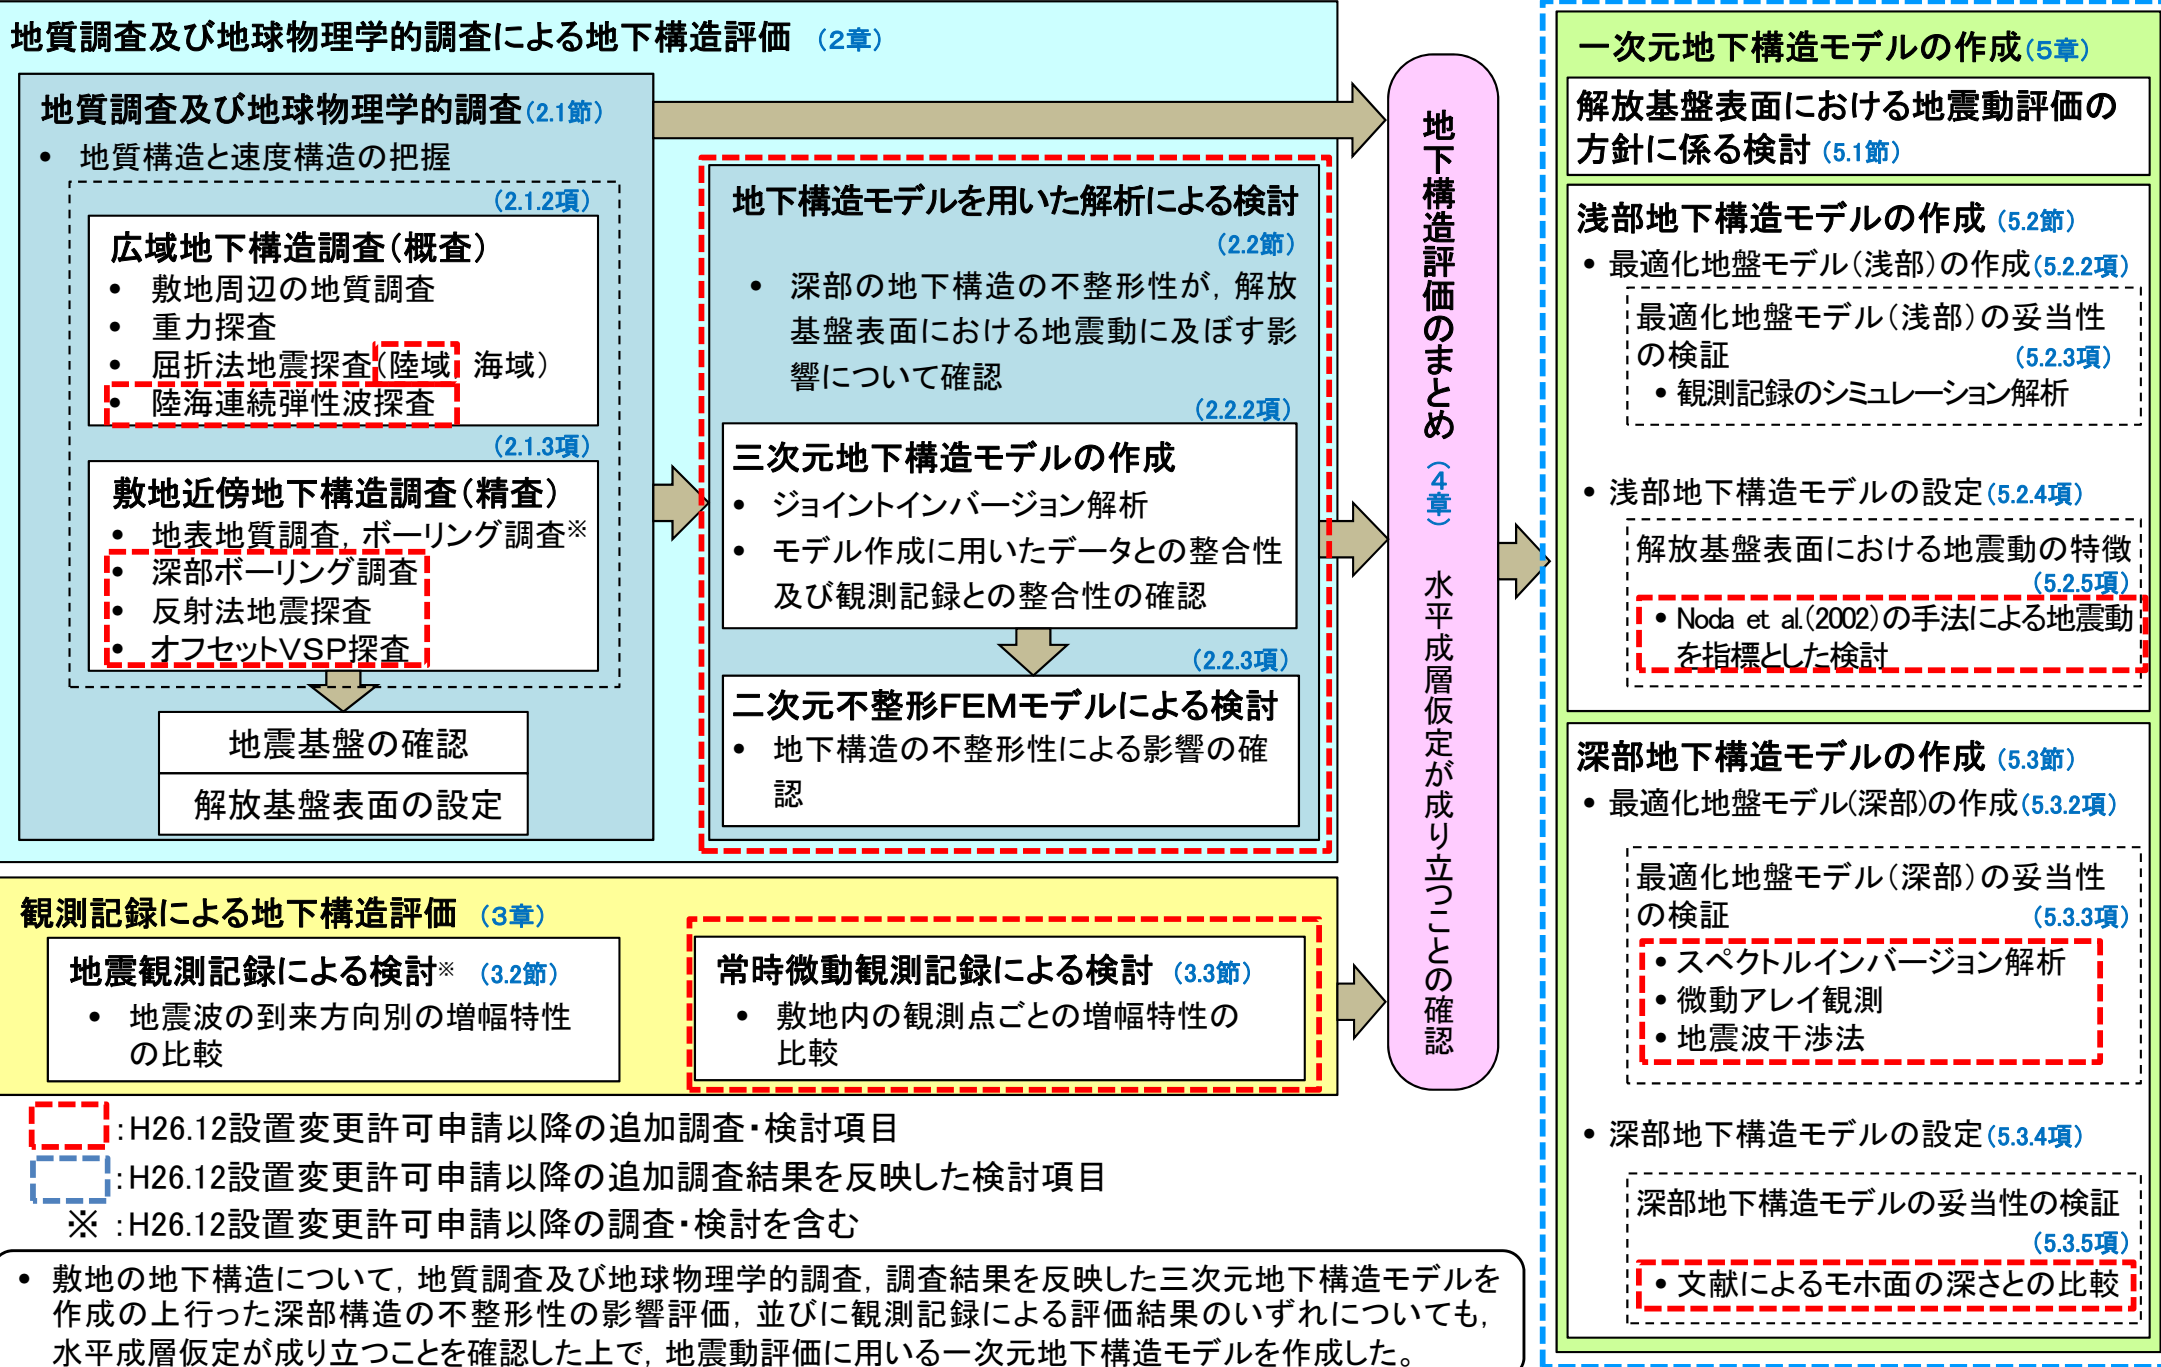 地質調査及び地球物理学的調査による地下構造評価 （2章）
地質調査及び地球物理学的調査（2.1節）
• 地質構造と速度構造の把握
（2.1.2項）
広域地下構造調査（概査）
• 敷地周辺の地質調査
• 重力探査
• 屈折法地震探査（陸域 海域）
• 陸海連続弾性波探査
（2.1.3項）
敷地近傍地下構造調査（精査）
• 地表地質調査，ボーリング調査※
• 深部ボーリング調査
• 反射法地震探査
• オフセットVSP探査
地震基盤の確認
解放基盤表面の設定
地下構造モデルを用いた解析による検討
（2.2節）
• 深部の地下構造の不整形性が，解放
基盤表面における地震動に及ぼす影
響について確認
（2.2.2項）
三次元地下構造モデルの作成
• ジョイントインバージョン解析
• モデル作成に用いたデータとの整合性
及び観測記録との整合性の確認
（2.2.3項）
二次元不整形FEMモデルによる検討
• 地下構造の不整形性による影響の確
認
観測記録による地下構造評価 （3章）
地震観測記録による検討※ （3.2節）
• 地震波の到来方向別の増幅特性
の比較
常時微動観測記録による検討 （3.3節）
• 敷地内の観測点ごとの増幅特性の
比較
地下構造評価のまとめ（4章） 水平成層仮定が成り立つことの確認
一次元地下構造モデルの作成（5章）
解放基盤表面における地震動評価の
方針に係る検討（5.1節）
浅部地下構造モデルの作成（5.2節）
• 最適化地盤モデル（浅部）の作成（5.2.2項）
最適化地盤モデル（浅部）の妥当性
の検証 （5.2.3項）
• 観測記録のシミュレーション解析
• 浅部地下構造モデルの設定（5.2.4項）
解放基盤表面における地震動の特徴
（5.2.5項）
• Noda et al.（2002）の手法による地震動
を指標とした検討
深部地下構造モデルの作成（5.3節）
• 最適化地盤モデル（深部）の作成（5.3.2項）
最適化地盤モデル（深部）の妥当性
の検証 （5.3.3項）
• スペクトルインバージョン解析
• 微動アレイ観測
• 地震波干渉法
• 深部地下構造モデルの設定（5.3.4項）
深部地下構造モデルの妥当性の検証
（5.3.5項）
• 文献によるモホ面の深さとの比較
：H26.12設置変更許可申請以降の追加調査・検討項目
：H26.12設置変更許可申請以降の追加調査結果を反映した検討項目
※ ：H26.12設置変更許可申請以降の調査・検討を含む
• 敷地の地下構造について，地質調査及び地球物理学的調査，調査結果を反映した三次元地下構造モデルを
作成の上行った深部構造の不整形性の影響評価，並びに観測記録による評価結果のいずれについても，
水平成層仮定が成り立つことを確認した上で，地震動評価に用いる一次元地下構造モデルを作成した。